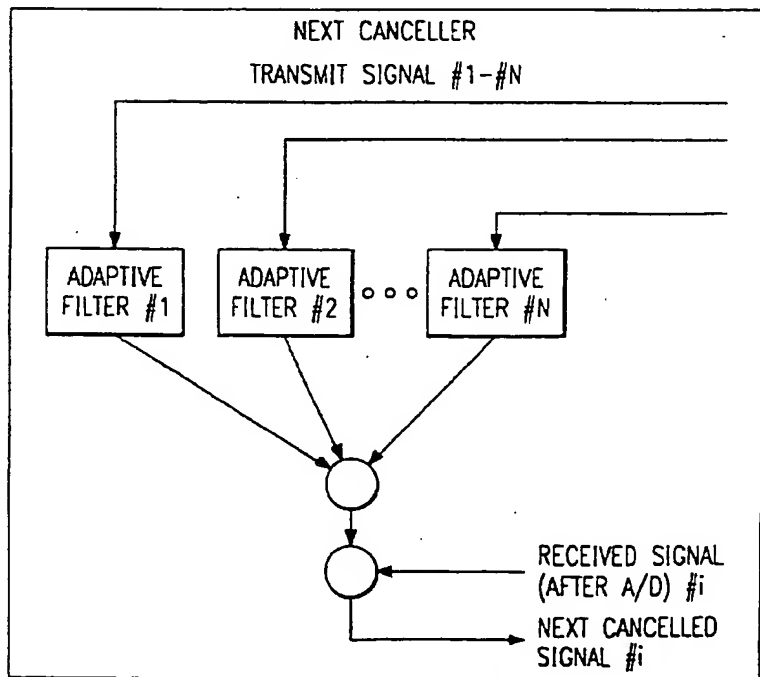 NEXT CANCELLER
TRANSMIT SIGNAL #1-#N
ADAPTIVE
FILTER #1
ADAPTIVE
FILTER #2
ADAPTIVE
FILTER #N
RECEIVED SIGNAL
(AFTER A/D) #i
NEXT CANCELLED
SIGNAL #i